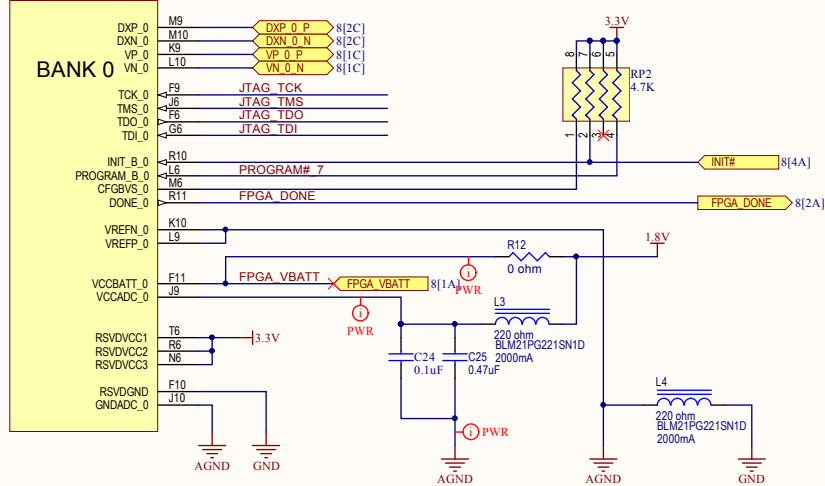 BANK 0
DXP_0 M9 DXP_0_P 8[2C]
DXN_0 M10 DXN_0_N 8[2C]
VP_0 K9 VP_0_P 8[1C]
VN_0 L10 VN_0_N 8[1C]
TCK_0 F9 JTAG_TCK
TMS_0 J6 JTAG_TMS
TDO_0 F6 JTAG_TDO
TDI_0 G6 JTAG_TDI
3.3V
8 7 6 5
RP2
4.7K
1 2 3 4
INIT_B_0 R10 INIT# 8[4A]
PROGRAM_B_0 L6 PROGRAM#_7
CFGBVS_0 M6
DONE_0 R11 FPGA_DONE FPGA_DONE 8[2A]
VREFN_0 K10
VREFP_0 L9
R12
0 ohm
1.8V
i
PWR
VCCBATT_0 F11 FPGA_VBATT FPGA_VBATT 8[1A]
VCCADC_0 J9
i
PWR
L3
220 ohm
BLM21PG221SN1D
2000mA
RSVDVCC1 T6 3.3V
RSVDVCC2 R6
RSVDVCC3 N6
C24
0.1uF
C25
0.47uF
RSVDGND F10
GNDADC_0 J10
L4
220 ohm
BLM21PG221SN1D
2000mA
i PWR
AGND GND AGND AGND GND